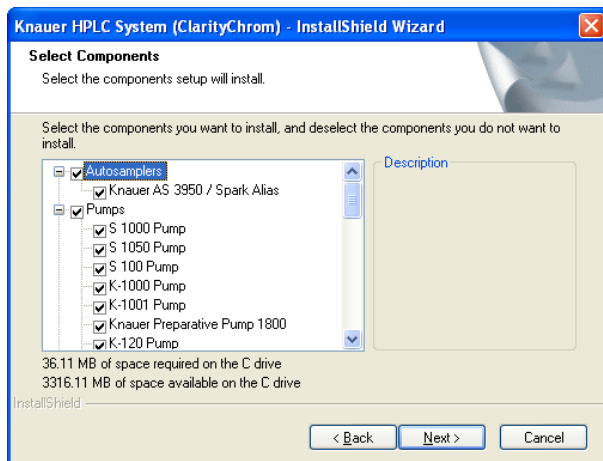 Knauer HPLC System (ClarityChrom) - InstallShield Wizard
Select Components
Select the components setup will install.
Select the components you want to install, and deselect the components you do not want to
install.
Autosamplers
Knauer AS 3950 / Spark Alias
Pumps
S 1000 Pump
S 1050 Pump
S 100 Pump
K-1000 Pump
K-1001 Pump
Knauer Preparative Pump 1800
K-120 Pump
Description
36.11 MB of space required on the C drive
3316.11 MB of space available on the C drive
InstallShield
< Back
Next >
Cancel